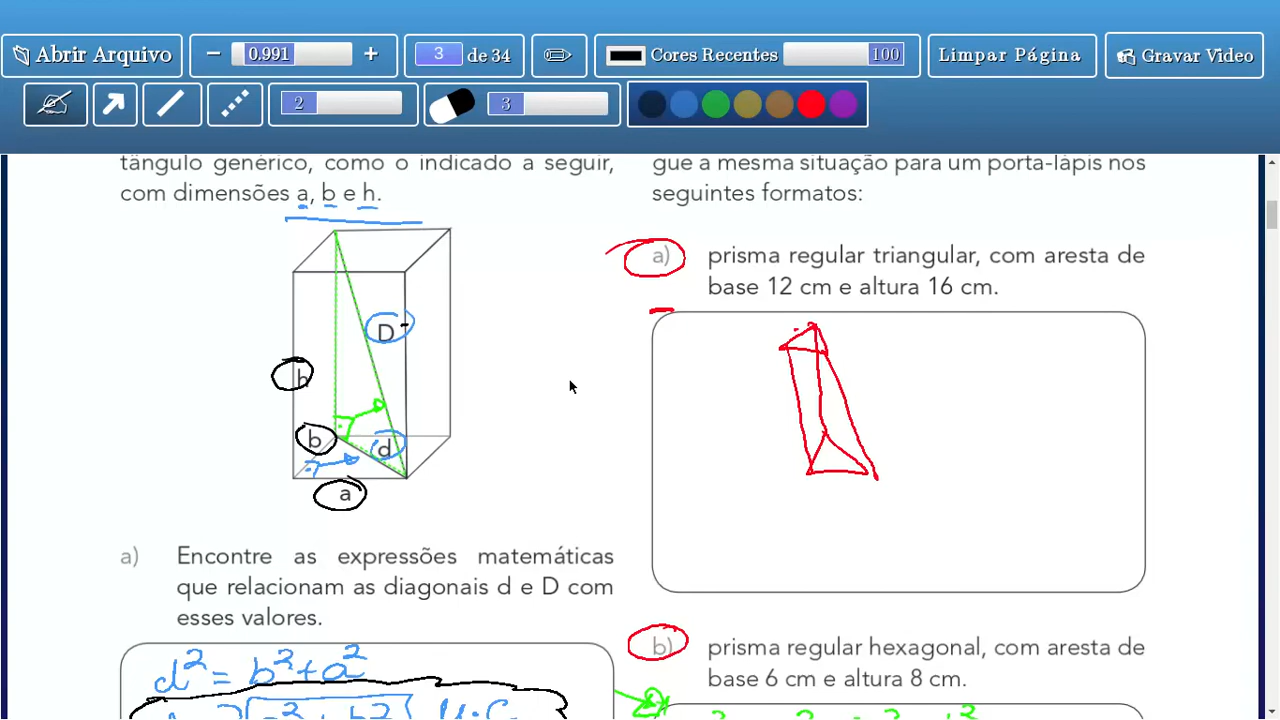 Abrir Arquivo
− 0.991 +
3 de 34
Cores Recentes 100
Limpar Página
Gravar Video
2
3
tângulo genérico, como o indicado a seguir,
com dimensões a, b e h.
D
h
b
d
a
a) Encontre as expressões matemáticas
que relacionam as diagonais d e D com
esses valores.
d² = b² + a²
gue a mesma situação para um porta-lápis nos
seguintes formatos:
a) prisma regular triangular, com aresta de
base 12 cm e altura 16 cm.
b) prisma regular hexagonal, com aresta de
base 6 cm e altura 8 cm.